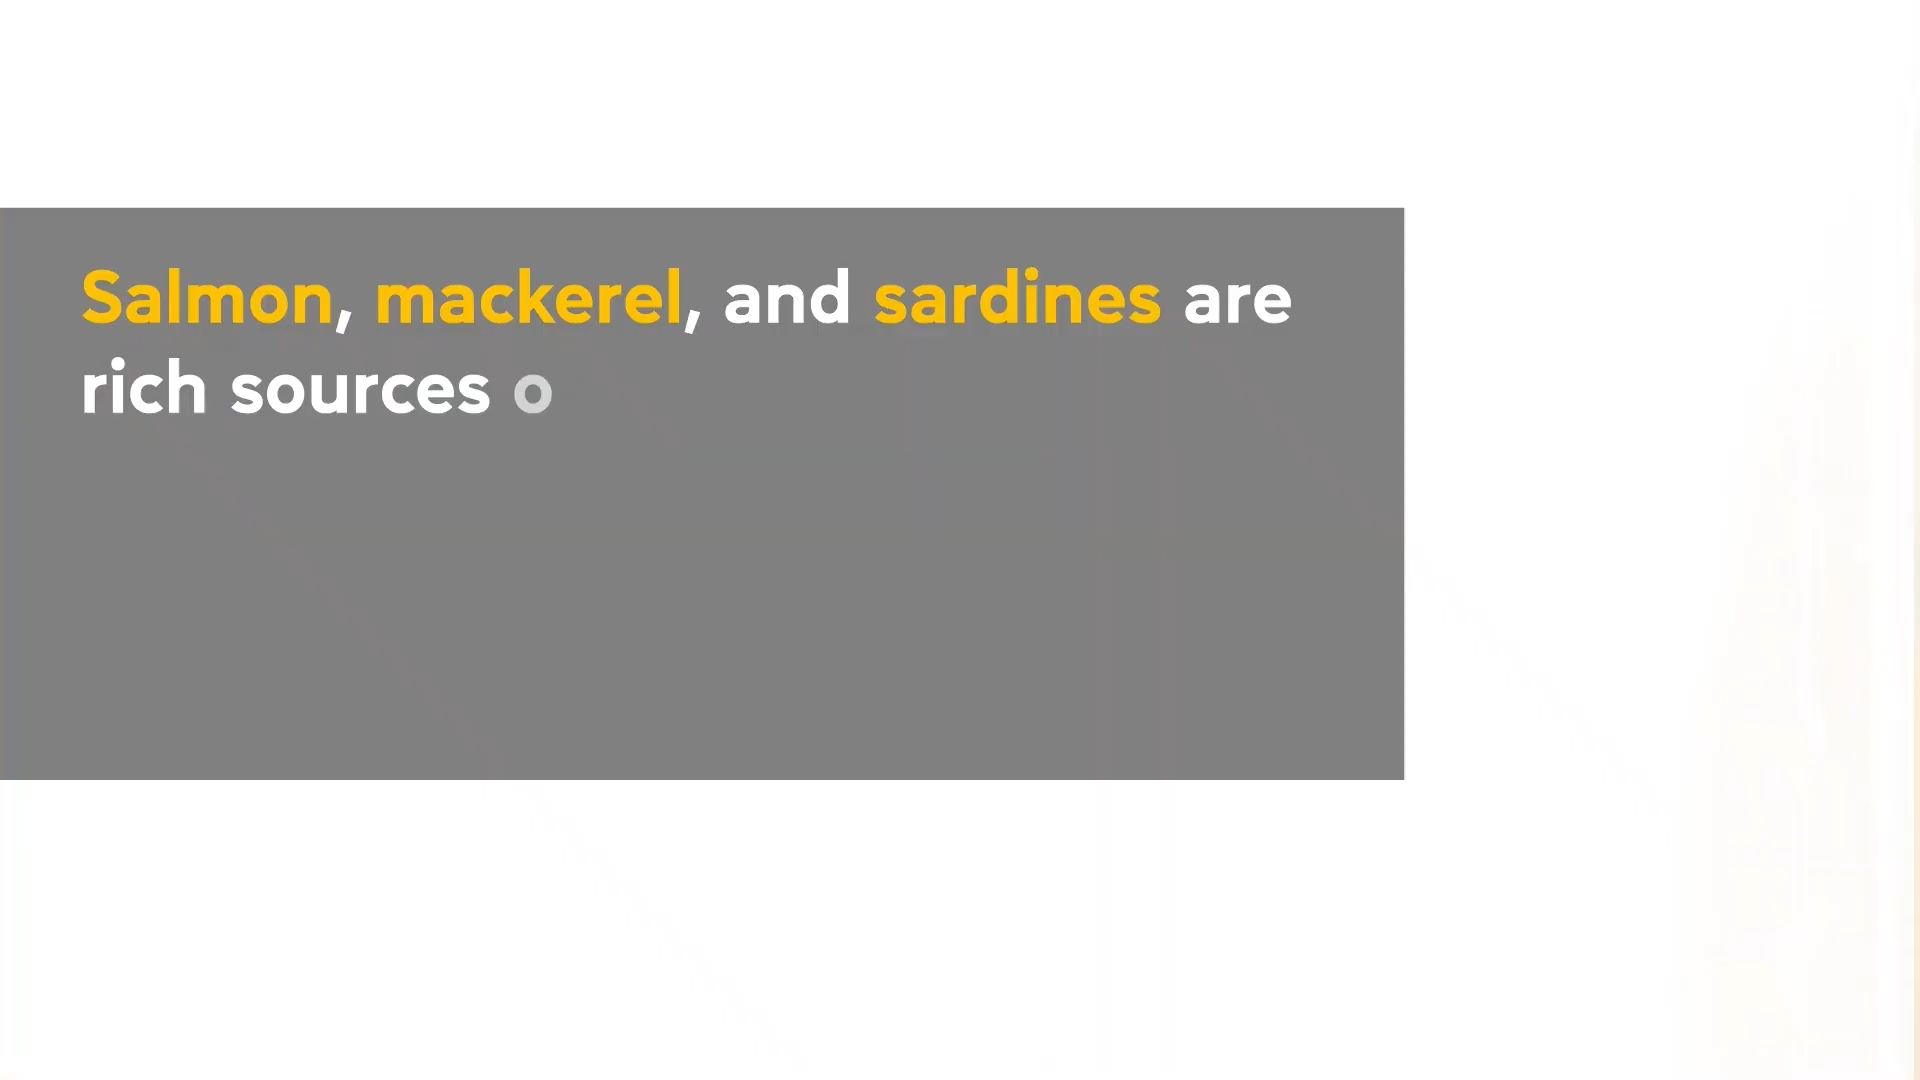 Salmon, mackerel, and sardines are
rich sources o